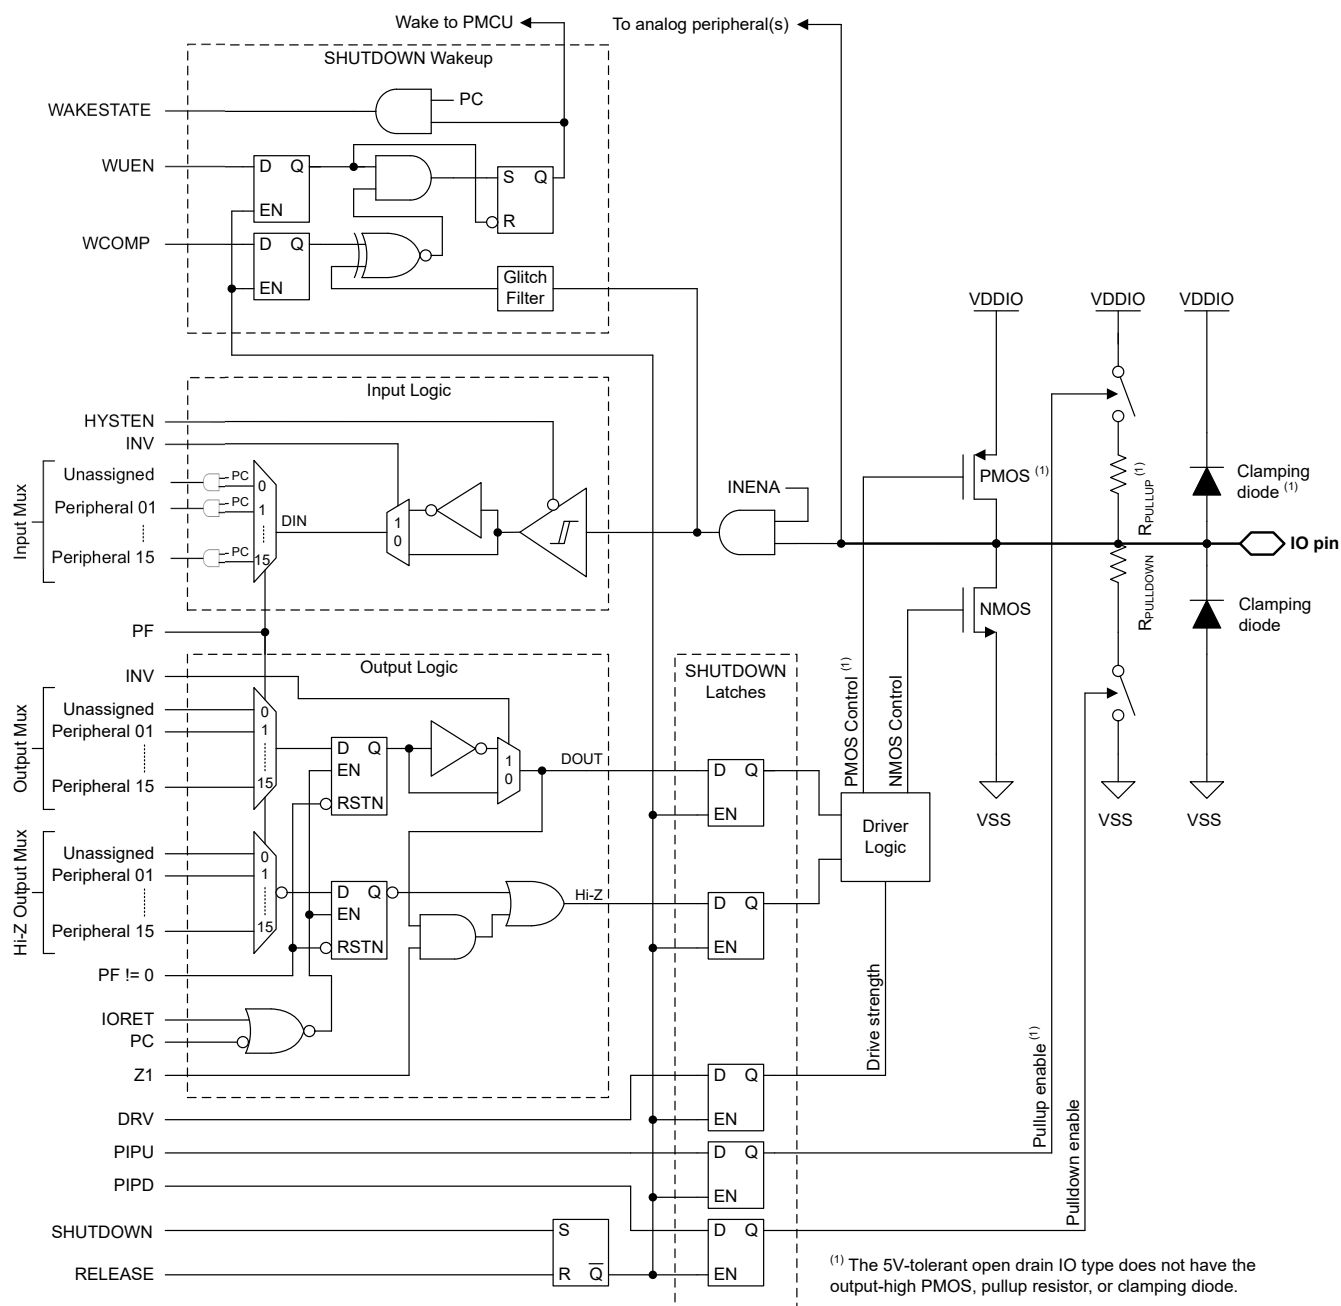 Wake to PMCU
To analog peripheral(s)
SHUTDOWN Wakeup
WAKESTATE
PC
WUEN
D Q
EN
S Q
R
WCOMP
D Q
EN
Glitch
Filter
VDDIO
VDDIO
VDDIO
Input Logic
HYSTEN
INV
Input Mux
Unassigned
PC
0
Peripheral 01
PC
1
DIN
Peripheral 15
PC
15
1
0
INENA
PMOS (1)
RPULLUP (1)
Clamping
diode (1)
IO pin
RPULLDOWN
NMOS
Clamping
diode
VSS
VSS
VSS
PF
Output Logic
INV
Output Mux
Unassigned
0
Peripheral 01
1
Peripheral 15
15
D Q
EN
RSTN
1
0
DOUT
SHUTDOWN
Latches
D Q
EN
PMOS Control (1)
NMOS Control
Driver
Logic
Hi-Z Output Mux
Unassigned
0
Peripheral 01
1
Peripheral 15
15
D Q
EN
RSTN
Hi-Z
D Q
EN
PF != 0
IORET
PC
Z1
Drive strength
DRV
D Q
EN
PIPU
D Q
EN
Pullup enable (1)
PIPD
Pulldown enable
SHUTDOWN
S
D Q
RELEASE
R Q̅
EN
(1) The 5V-tolerant open drain IO type does not have the
output-high PMOS, pullup resistor, or clamping diode.